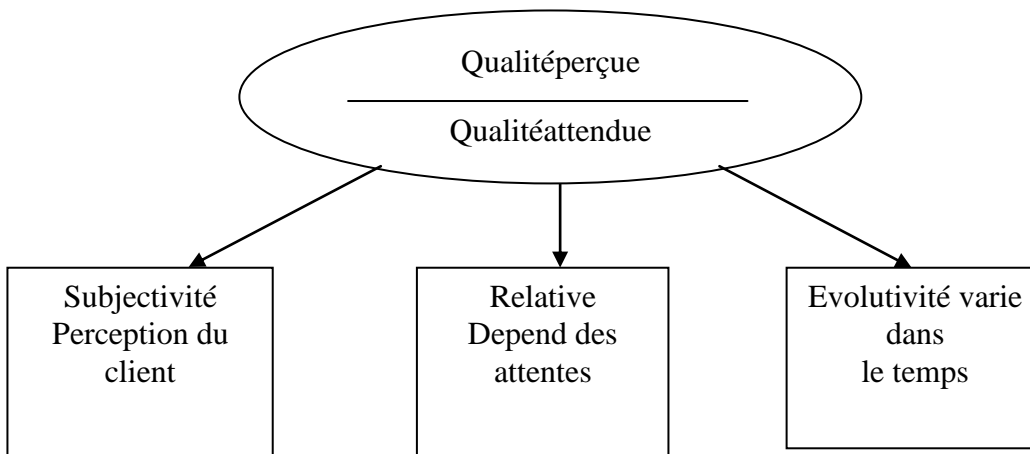 Qualitéperçue
Qualitéattendue
Subjectivité
Perception du
client
Relative
Depend des
attentes
Evolutivité varie
dans
le temps